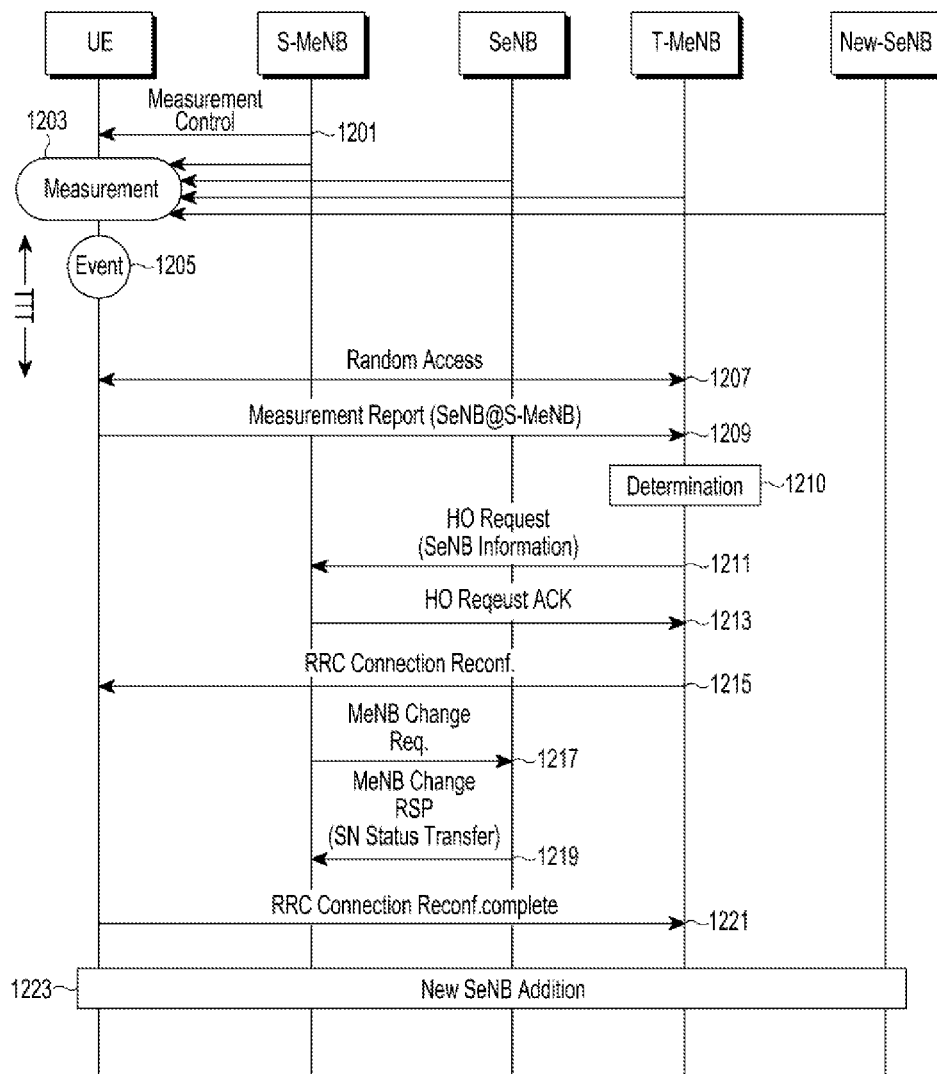 UE
S-MeNB
SeNB
T-MeNB
New-SeNB
Measurement
Control
1201
1203
Measurement
Event
1205
TTT
Random Access
1207
Measurement Report (SeNB@S-MeNB)
1209
Determination
1210
HO Request
(SeNB Information)
1211
HO Reqeust ACK
1213
RRC Connection Reconf.
1215
MeNB Change
Req.
1217
MeNB Change
RSP
(SN Status Transfer)
1219
RRC Connection Reconf.complete
1221
1223
New SeNB Addition